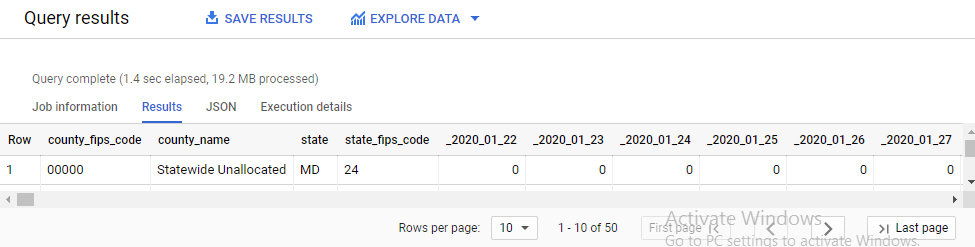 Query results SAVE RESULTS EXPLORE DATA
Query complete (1.4 sec elapsed, 19.2 MB processed)
Job information Results JSON Execution details
Row county_fips_code county_name state state_fips_code _2020_01_22 _2020_01_23 _2020_01_24 _2020_01_25 _2020_01_26 _2020_01_27
1 00000 Statewide Unallocated MD 24 0 0 0 0 0 0
Rows per page: 10 1 - 10 of 50 First page Last page
Activate Windows
Go to PC settings to activate Windows.